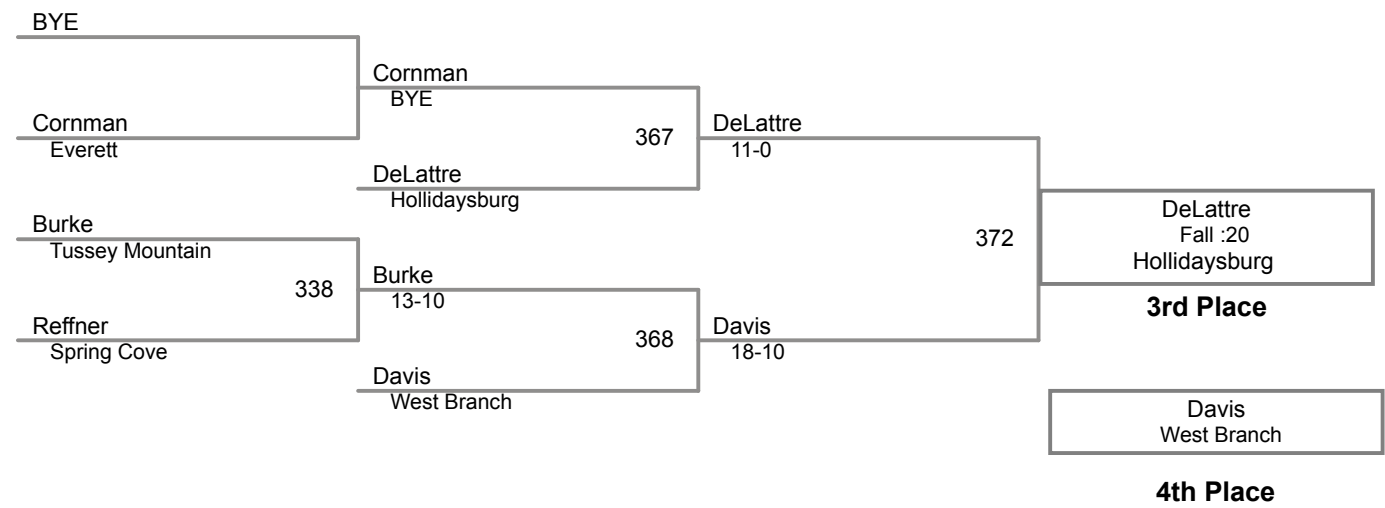 BYE
Cornman
BYE
Cornman
Everett
367
DeLattre
11-0
DeLattre
Hollidaysburg
Burke
Tussey Mountain
372
DeLattre
Fall :20
Hollidaysburg
3rd Place
338
Burke
13-10
Reffner
Spring Cove
368
Davis
18-10
Davis
West Branch
Davis
West Branch
4th Place